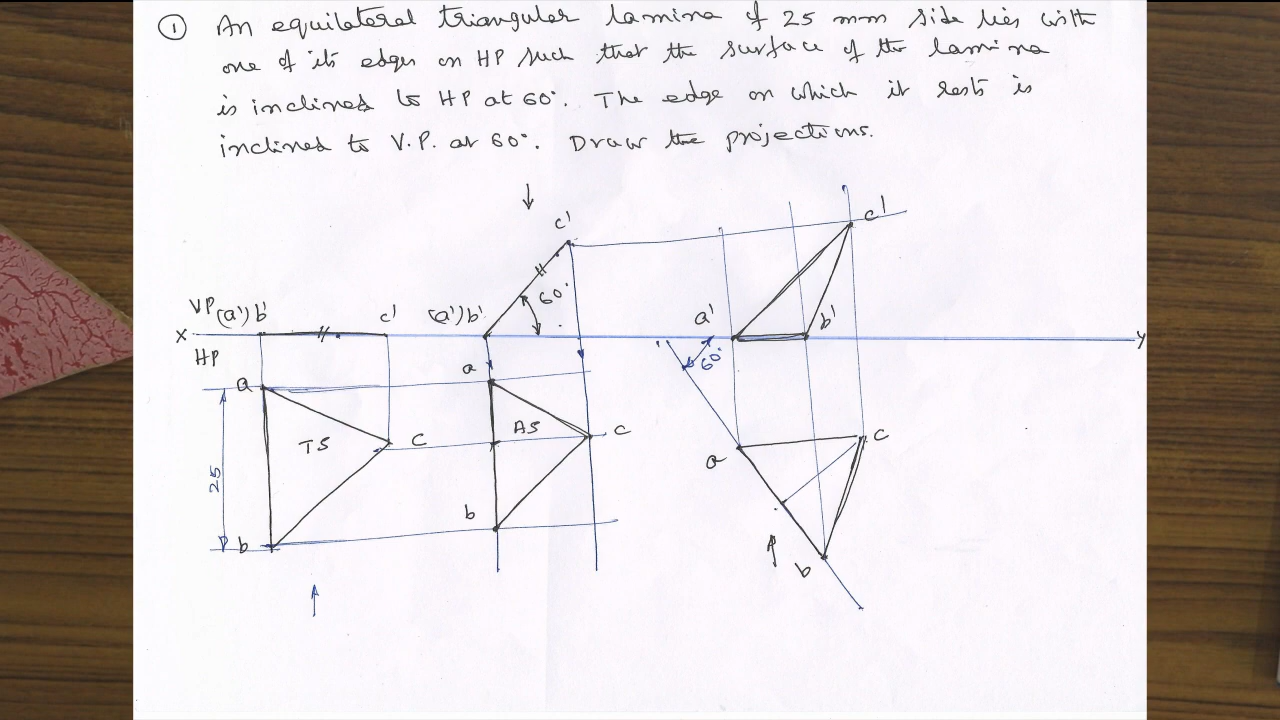 ① An equilateral triangular lamina of 25 mm side lies with
one of its edges on HP such that the surface of the lamina
is inclined to HP at 60°. The edge on which it rests is
inclined to V.P. at 60°. Draw the projections.
c'
c'
60°
VP (a') b' c' (a') b' a' b'
X Y
HP
60°
a a
TS C AS C C
a
25
b b
b